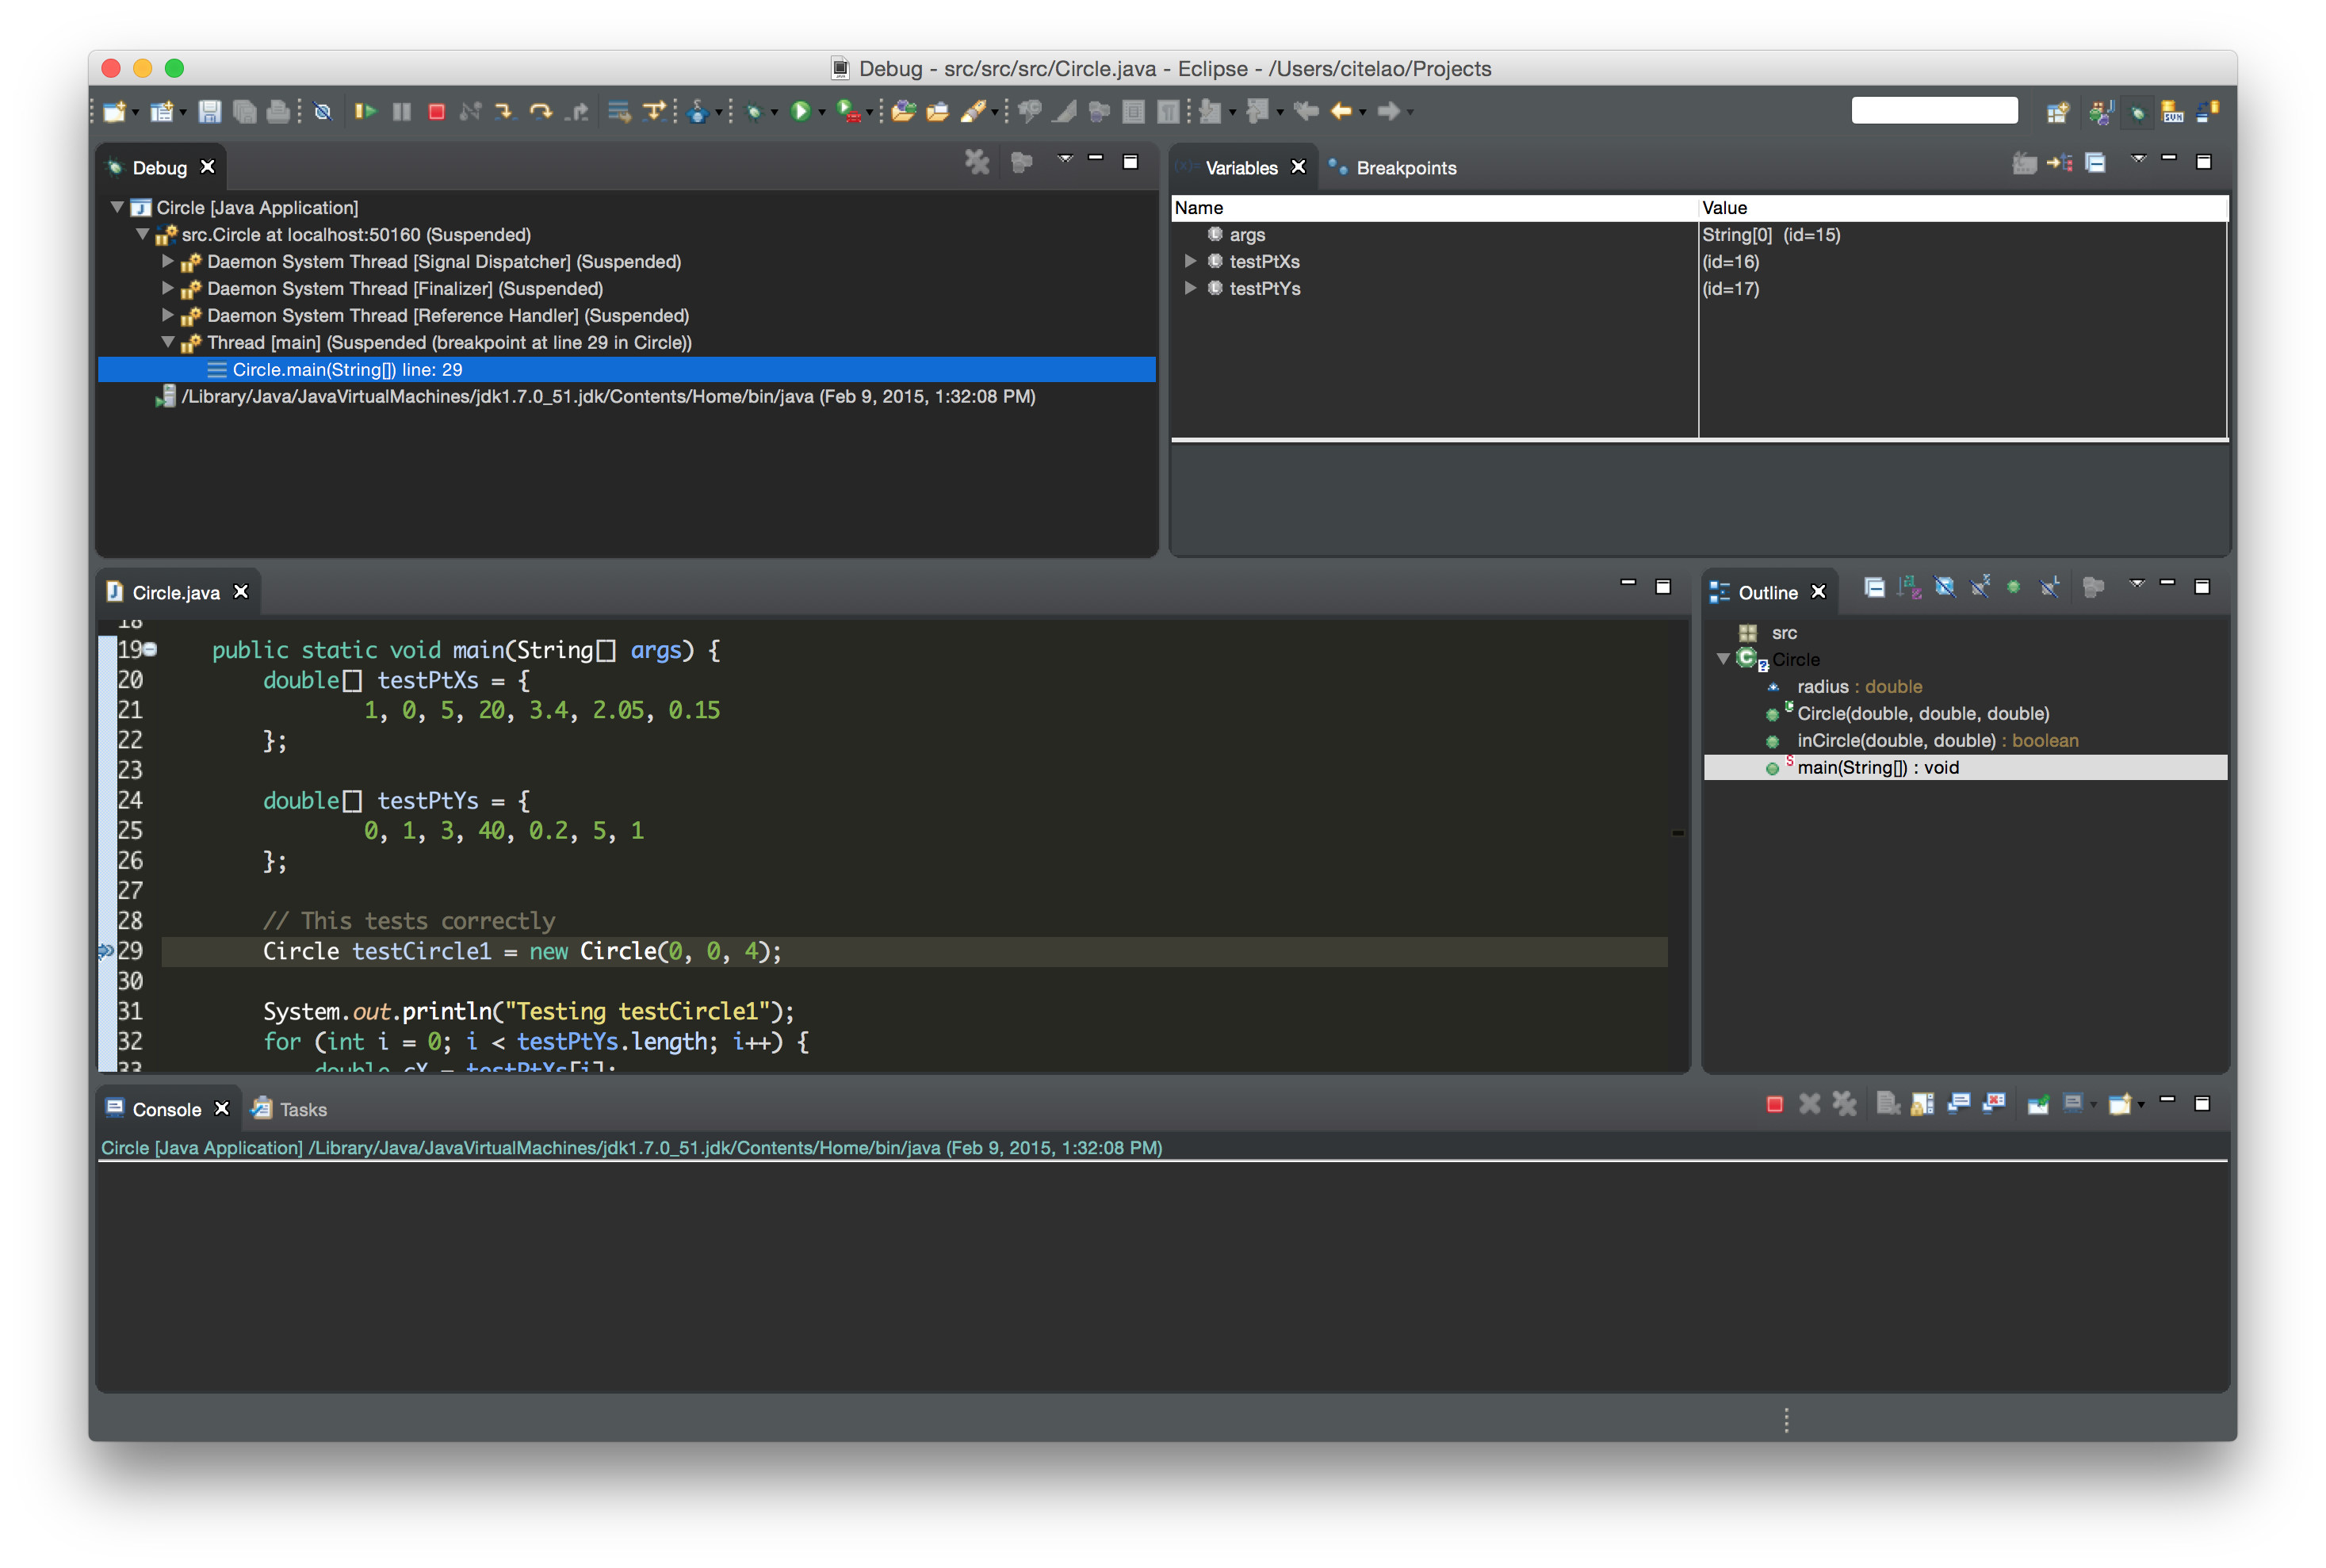 Debug - src/src/src/Circle.java - Eclipse - /Users/citelao/Projects
Debug
Circle [Java Application]
src.Circle at localhost:50160 (Suspended)
Daemon System Thread [Signal Dispatcher] (Suspended)
Daemon System Thread [Finalizer] (Suspended)
Daemon System Thread [Reference Handler] (Suspended)
Thread [main] (Suspended (breakpoint at line 29 in Circle))
Circle.main(String[]) line: 29
/Library/Java/JavaVirtualMachines/jdk1.7.0_51.jdk/Contents/Home/bin/java (Feb 9, 2015, 1:32:08 PM)
Variables Breakpoints
Name Value
args String[0] (id=15)
testPtXs (id=16)
testPtYs (id=17)
Circle.java
18
19 public static void main(String[] args) {
20 double[] testPtXs = {
21 1, 0, 5, 20, 3.4, 2.05, 0.15
22 };
23
24 double[] testPtYs = {
25 0, 1, 3, 40, 0.2, 5, 1
26 };
27
28 // This tests correctly
29 Circle testCircle1 = new Circle(0, 0, 4);
30
31 System.out.println("Testing testCircle1");
32 for (int i = 0; i < testPtYs.length; i++) {
33 double cX = testPtXs[i];
Outline
src
Circle
radius : double
Circle(double, double, double)
inCircle(double, double) : boolean
main(String[]) : void
Console Tasks
Circle [Java Application] /Library/Java/JavaVirtualMachines/jdk1.7.0_51.jdk/Contents/Home/bin/java (Feb 9, 2015, 1:32:08 PM)